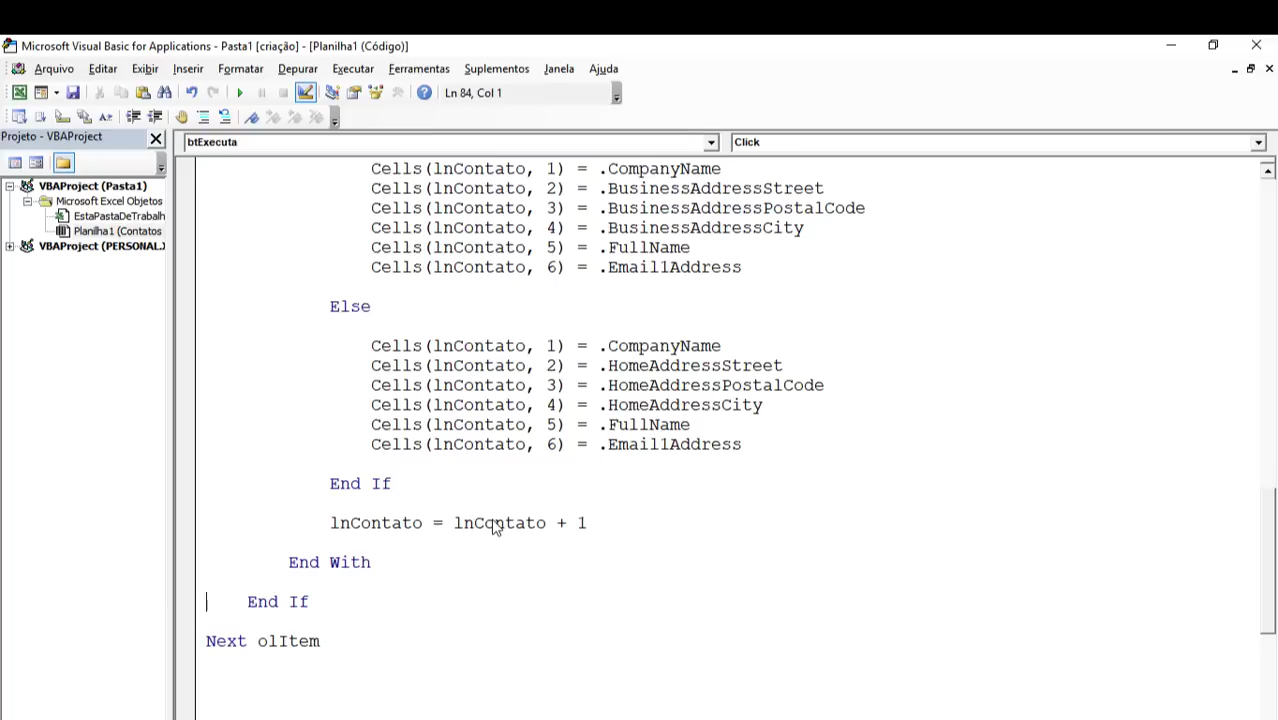 Microsoft Visual Basic for Applications - Pasta1 [criação] - [Planilha1 (Código)]
Arquivo Editar Exibir Inserir Formatar Depurar Executar Ferramentas Suplementos Janela Ajuda
Ln 84, Col 1
Projeto - VBAProject
btExecuta
Click
VBAProject (Pasta1)
Microsoft Excel Objetos
EstaPastaDeTrabalh
Planilha1 (Contatos
VBAProject (PERSONAL.
Cells(lnContato, 1) = .CompanyName
Cells(lnContato, 2) = .BusinessAddressStreet
Cells(lnContato, 3) = .BusinessAddressPostalCode
Cells(lnContato, 4) = .BusinessAddressCity
Cells(lnContato, 5) = .FullName
Cells(lnContato, 6) = .Email1Address
Else
Cells(lnContato, 1) = .CompanyName
Cells(lnContato, 2) = .HomeAddressStreet
Cells(lnContato, 3) = .HomeAddressPostalCode
Cells(lnContato, 4) = .HomeAddressCity
Cells(lnContato, 5) = .FullName
Cells(lnContato, 6) = .Email1Address
End If
lnContato = lnContato + 1
End With
End If
Next olItem